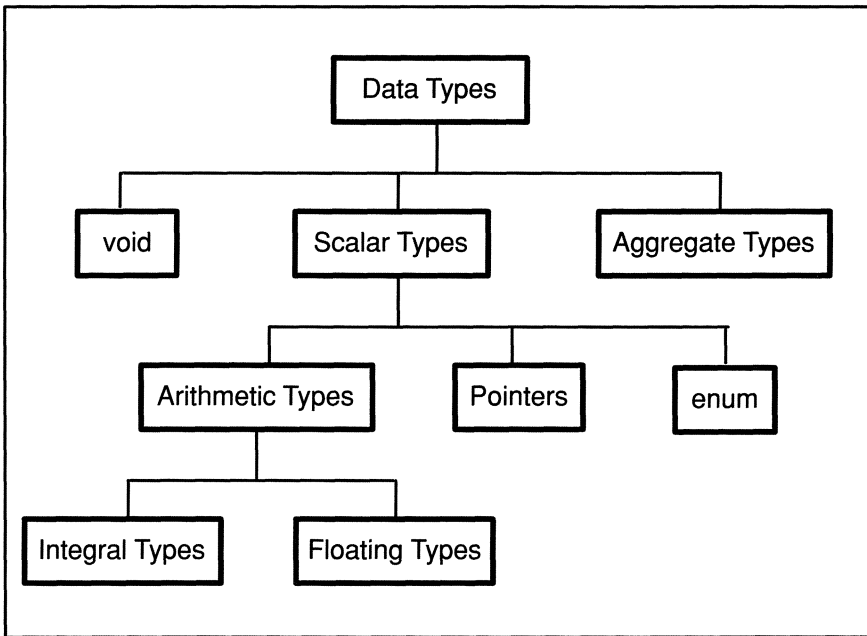 Data Types
void
Scalar Types
Aggregate Types
Arithmetic Types
Pointers
enum
Integral Types
Floating Types